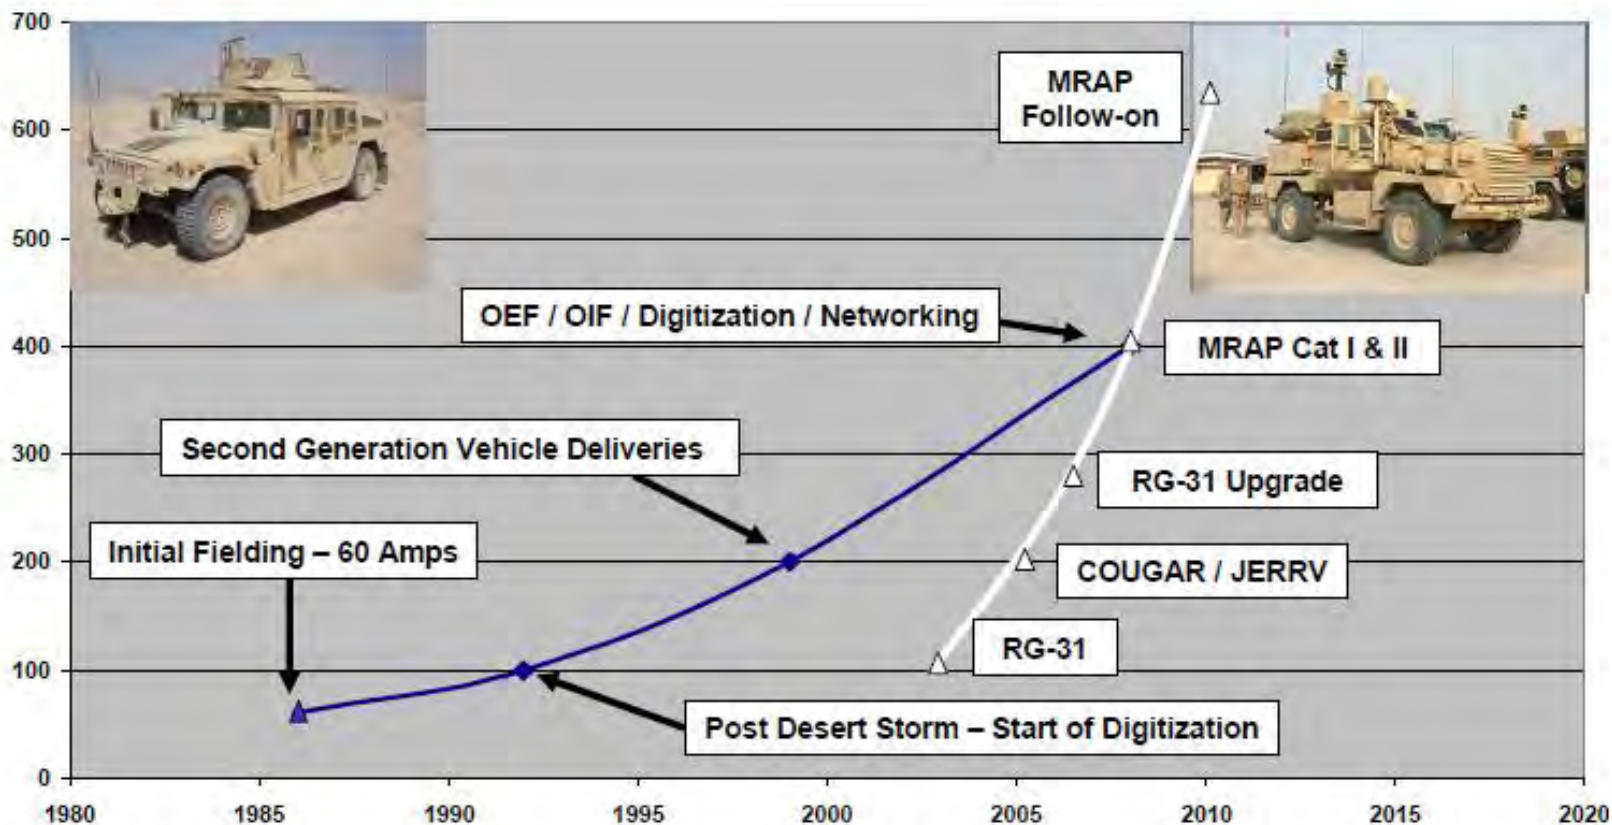 700
600
500
400
300
200
100
0
MRAP
Follow-on
OEF / OIF / Digitization / Networking
MRAP Cat I & II
Second Generation Vehicle Deliveries
RG-31 Upgrade
Initial Fielding – 60 Amps
COUGAR / JERRV
RG-31
Post Desert Storm – Start of Digitization
1980 1985 1990 1995 2000 2005 2010 2015 2020